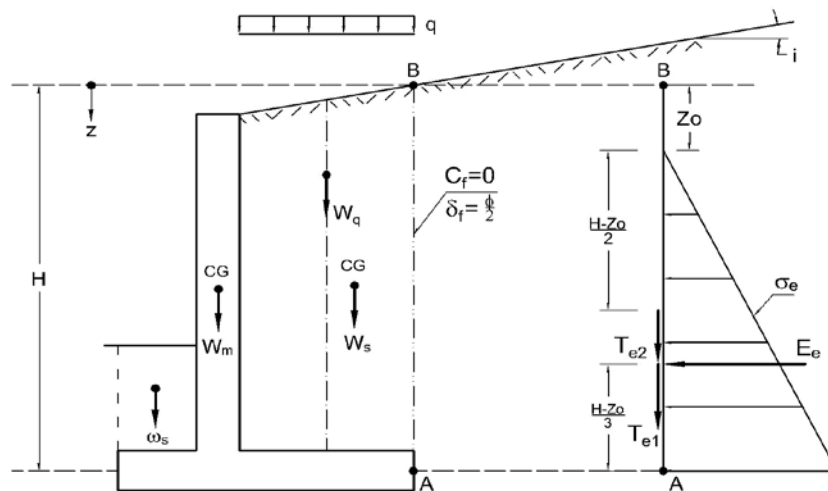 q
i
B
B
z
Zo
C_f=0
δ_f=ϕ/2
W_q
H-Zo/2
H
CG
CG
σ_e
W_m
W_s
T_e2
E_e
ω_s
H-Zo/3
T_e1
A
A